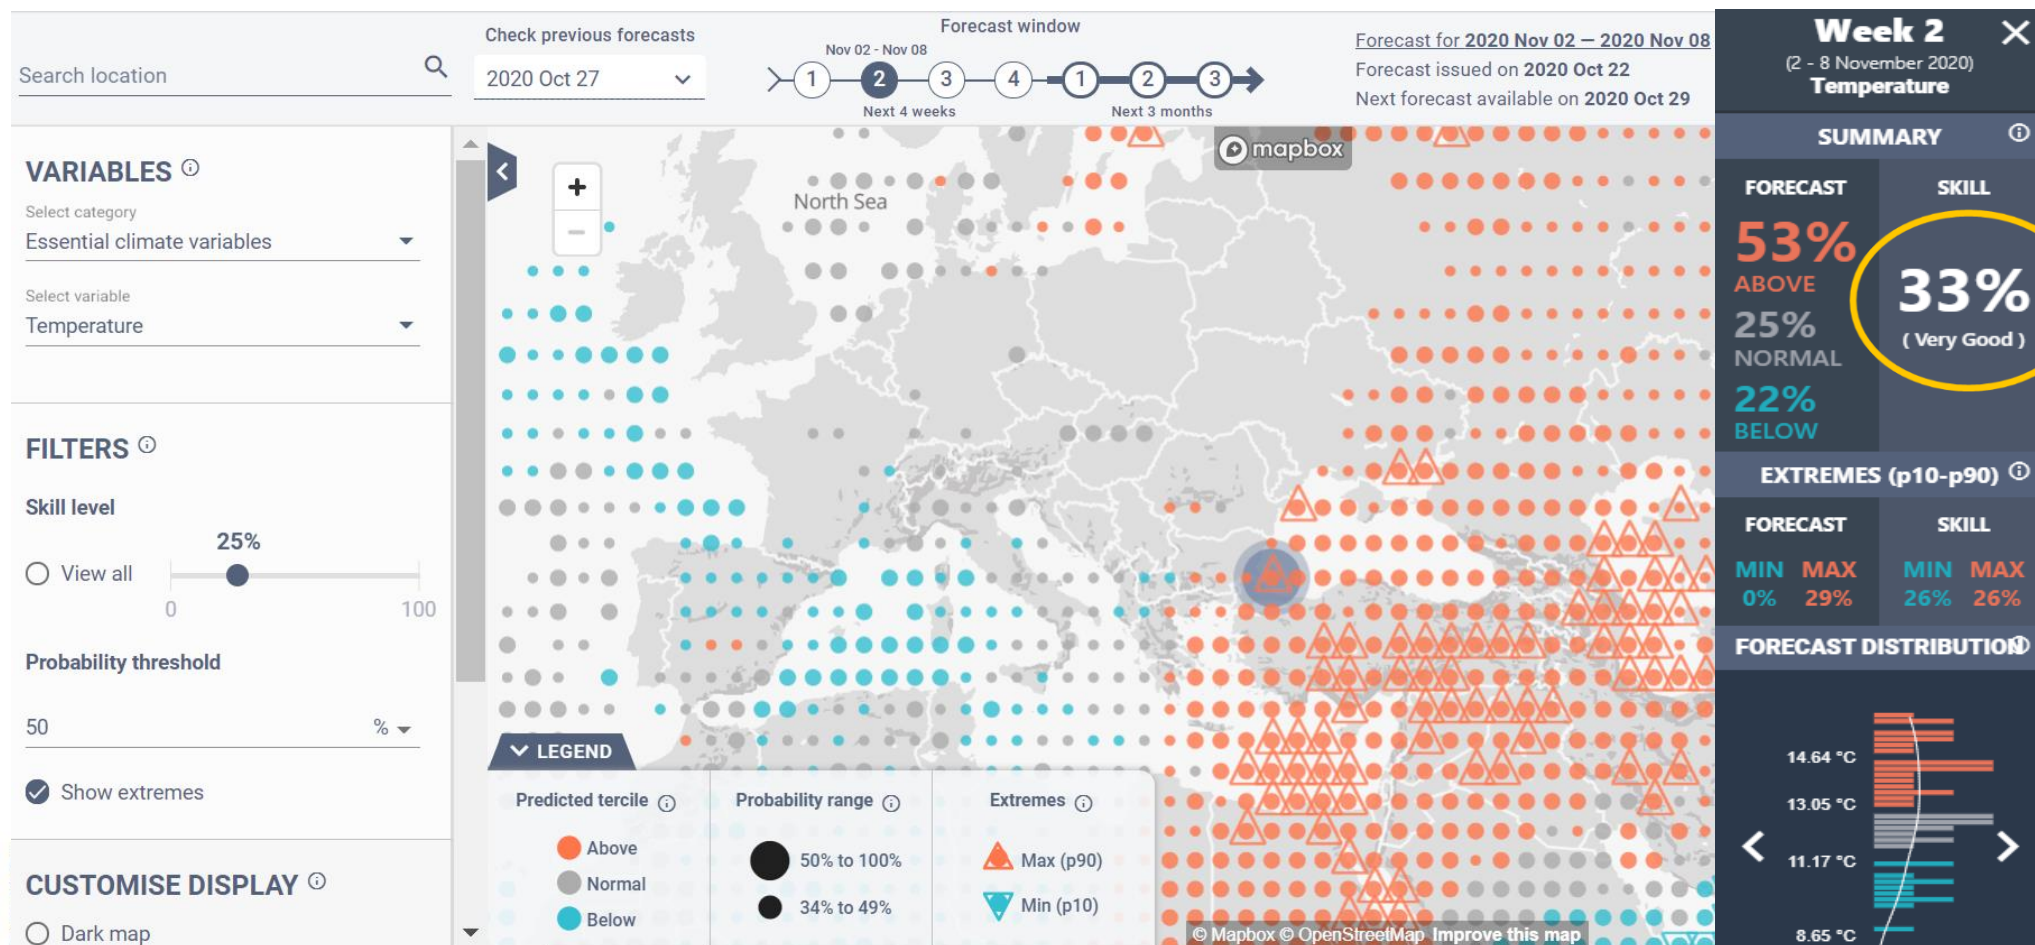 Search location
Check previous forecasts
2020 Oct 27
Forecast window
Nov 02 - Nov 08
1 2 3 4 1 2 3
Next 4 weeks
Next 3 months
Forecast for 2020 Nov 02 — 2020 Nov 08
Forecast issued on 2020 Oct 22
Next forecast available on 2020 Oct 29
VARIABLES
Select category
Essential climate variables
Select variable
Temperature
FILTERS
Skill level
25%
View all
0 100
Probability threshold
50 %
Show extremes
CUSTOMISE DISPLAY
Dark map
+
−
North Sea
mapbox
LEGEND
Predicted tercile
Above
Normal
Below
Probability range
50% to 100%
34% to 49%
Extremes
Max (p90)
Min (p10)
© Mapbox © OpenStreetMap Improve this map
Week 2
(2 - 8 November 2020)
Temperature
SUMMARY
FORECAST SKILL
53%
ABOVE
25%
NORMAL
22%
BELOW
33%
( Very Good )
EXTREMES (p10-p90)
FORECAST SKILL
MIN MAX MIN MAX
0% 29% 26% 26%
FORECAST DISTRIBUTION
14.64 °C
13.05 °C
11.17 °C
8.65 °C